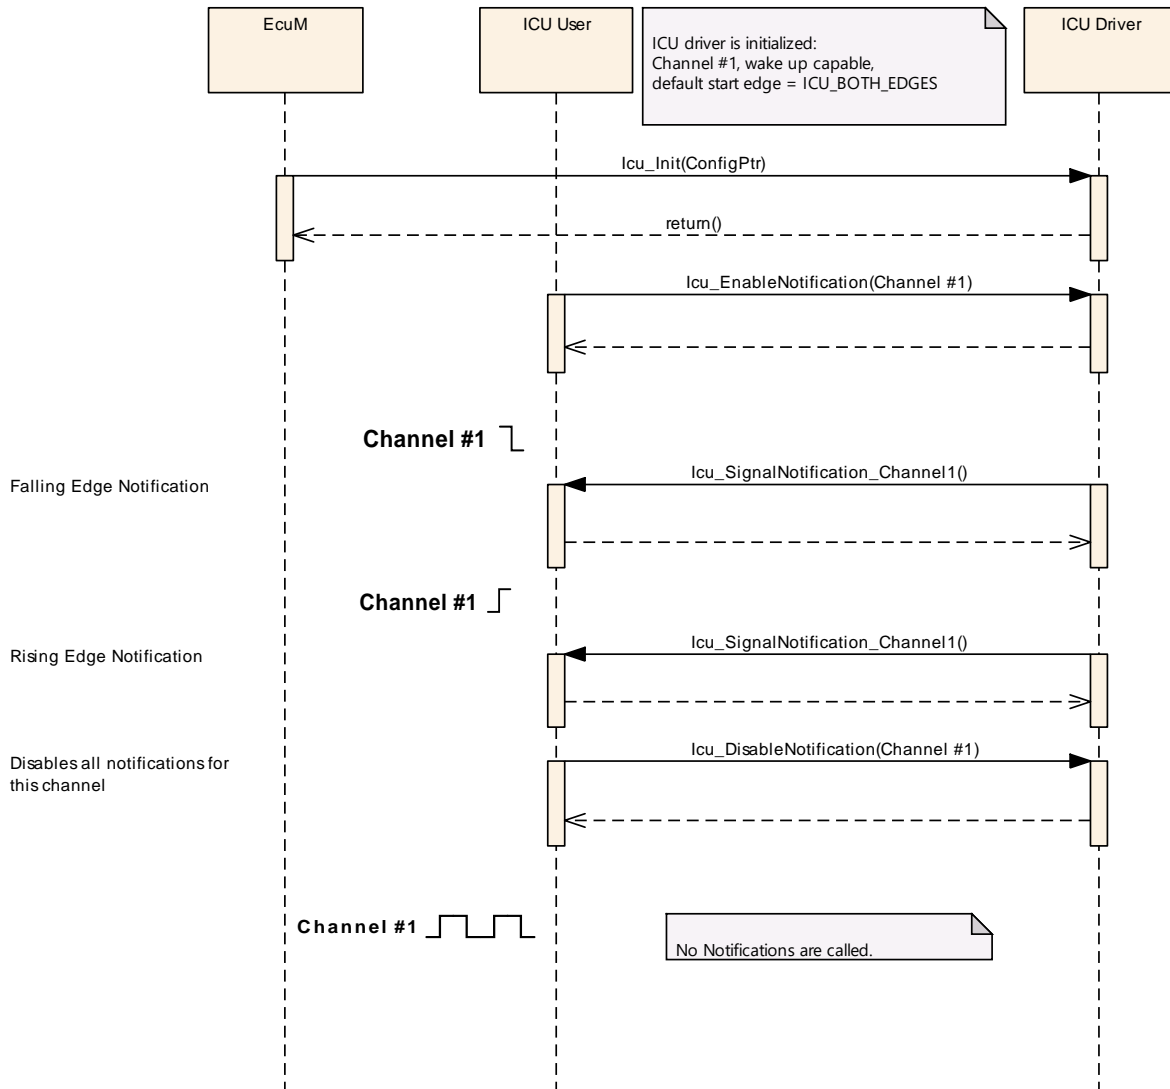 EcuM
ICU User
ICU Driver
ICU driver is initialized:
Channel #1, wake up capable,
default start edge = ICU_BOTH_EDGES
Icu_Init(ConfigPtr)
return()
Icu_EnableNotification(Channel #1)
Channel #1
Icu_SignalNotification_Channel1()
Falling Edge Notification
Channel #1
Icu_SignalNotification_Channel1()
Rising Edge Notification
Icu_DisableNotification(Channel #1)
Disables all notifications for
this channel
Channel #1
No Notifications are called.